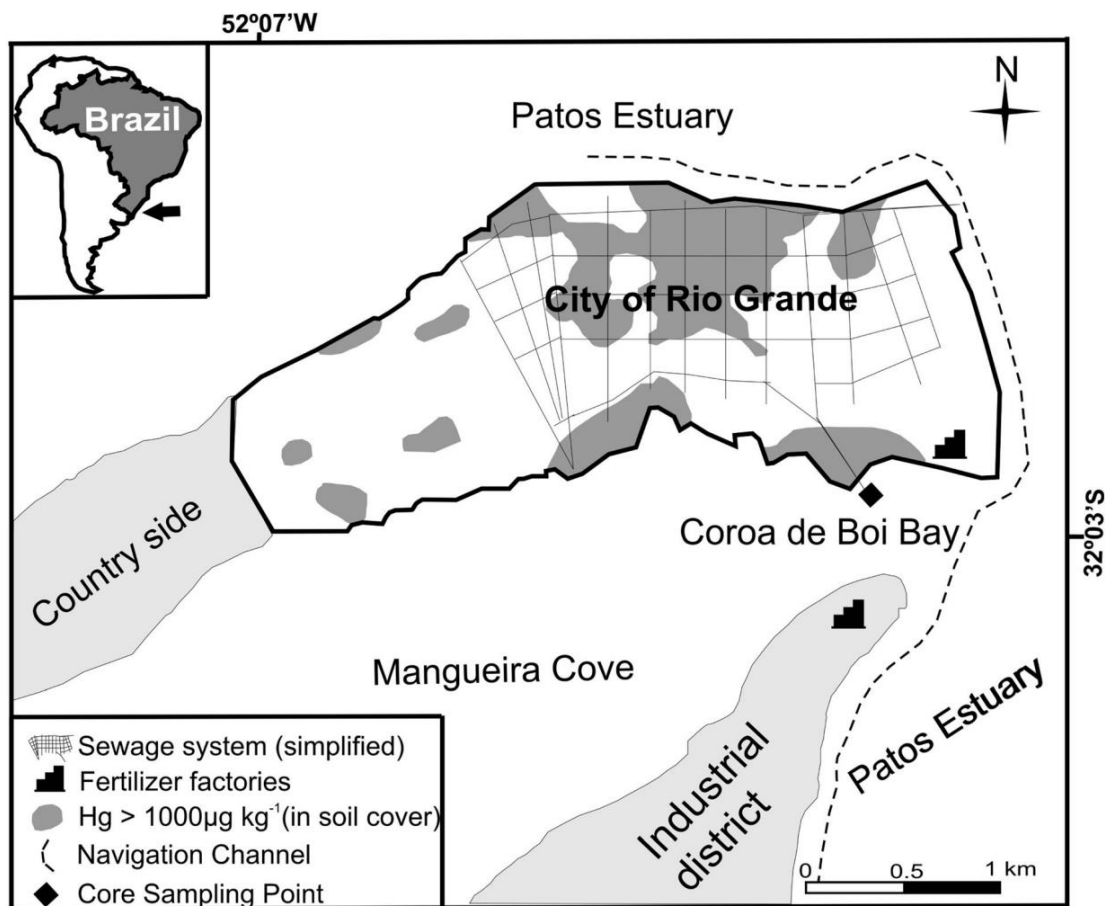 52º07'W
Brazil
N
Patos Estuary
City of Rio Grande
Coroa de Boi Bay
32º03'S
Country side
Mangueira Cove
Patos Estuary
Industrial
district
Sewage system (simplified)
Fertilizer factories
Hg > 1000µg kg⁻¹(in soil cover)
Navigation Channel
Core Sampling Point
0 0.5 1 km